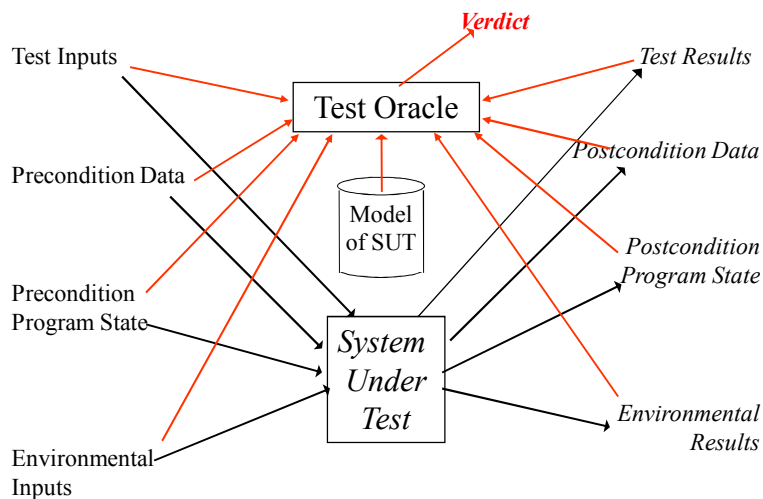 Verdict
Test Inputs
Test Results
Test Oracle
Precondition Data
Postcondition Data
Model
of SUT
Postcondition
Program State
Precondition
Program State
System
Under
Test
Environmental
Results
Environmental
Inputs